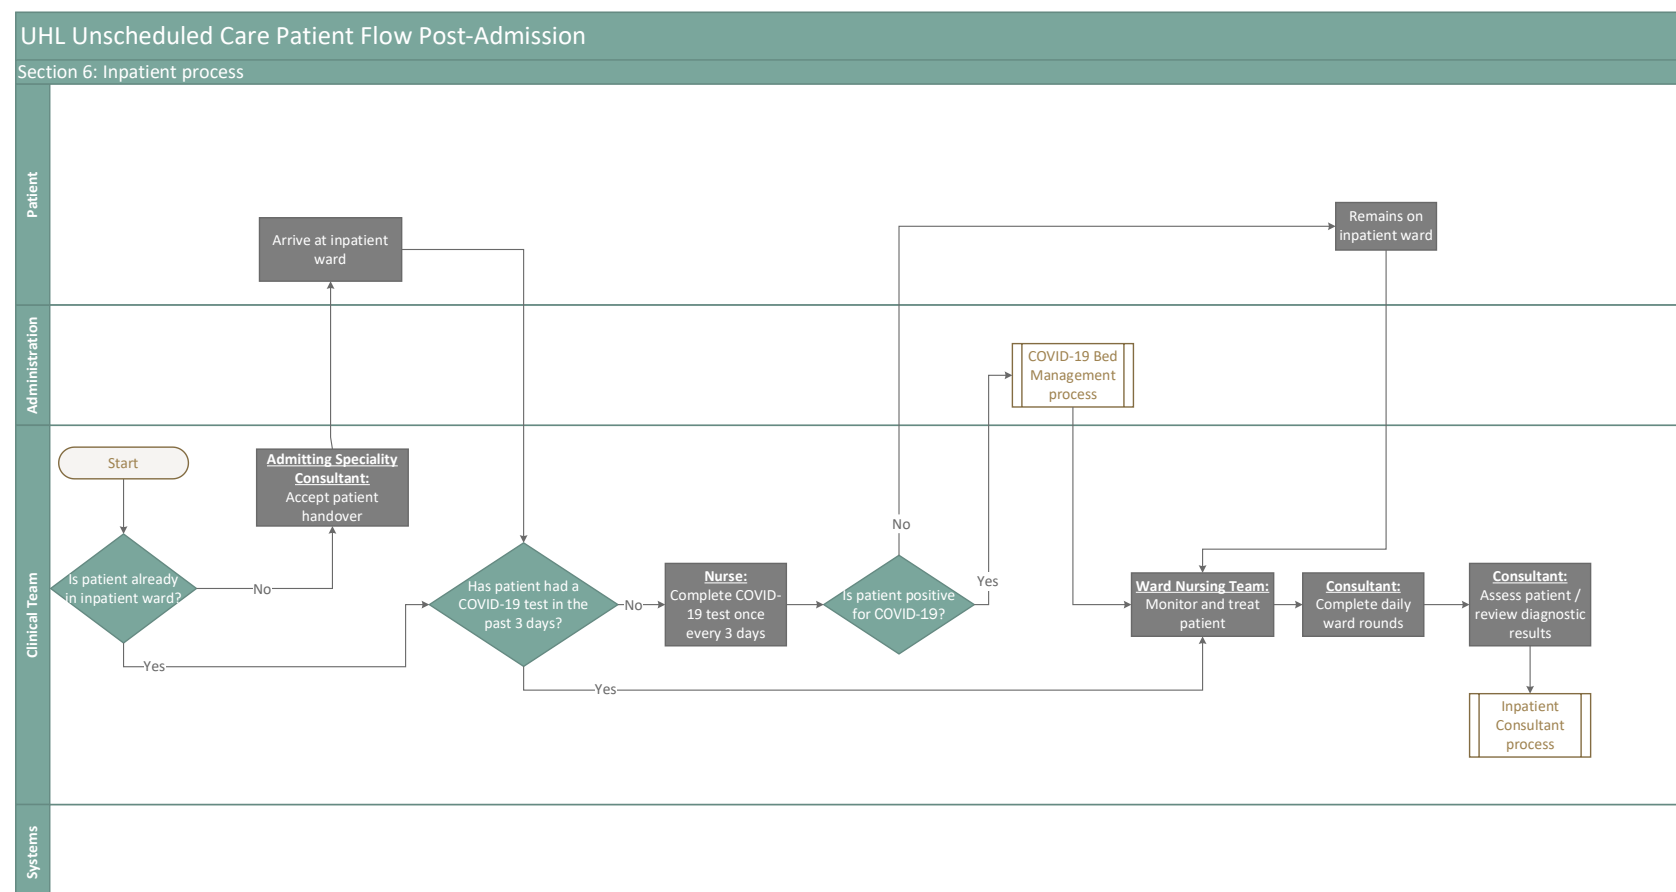 UHL Unscheduled Care Patient Flow Post-Admission
Section 6: Inpatient process
Patient
Arrive at inpatient
ward
Remains on
inpatient ward
Administration
COVID-19 Bed
Management
process
Clinical Team
Start
Is patient already
in inpatient ward?
No
Yes
Admitting Speciality
Consultant:
Accept patient
handover
Has patient had a
COVID-19 test in the
past 3 days?
No
Yes
Nurse:
Complete COVID-
19 test once
every 3 days
Is patient positive
for COVID-19?
No
Yes
Ward Nursing Team:
Monitor and treat
patient
Consultant:
Complete daily
ward rounds
Consultant:
Assess patient /
review diagnostic
results
Inpatient
Consultant
process
Systems